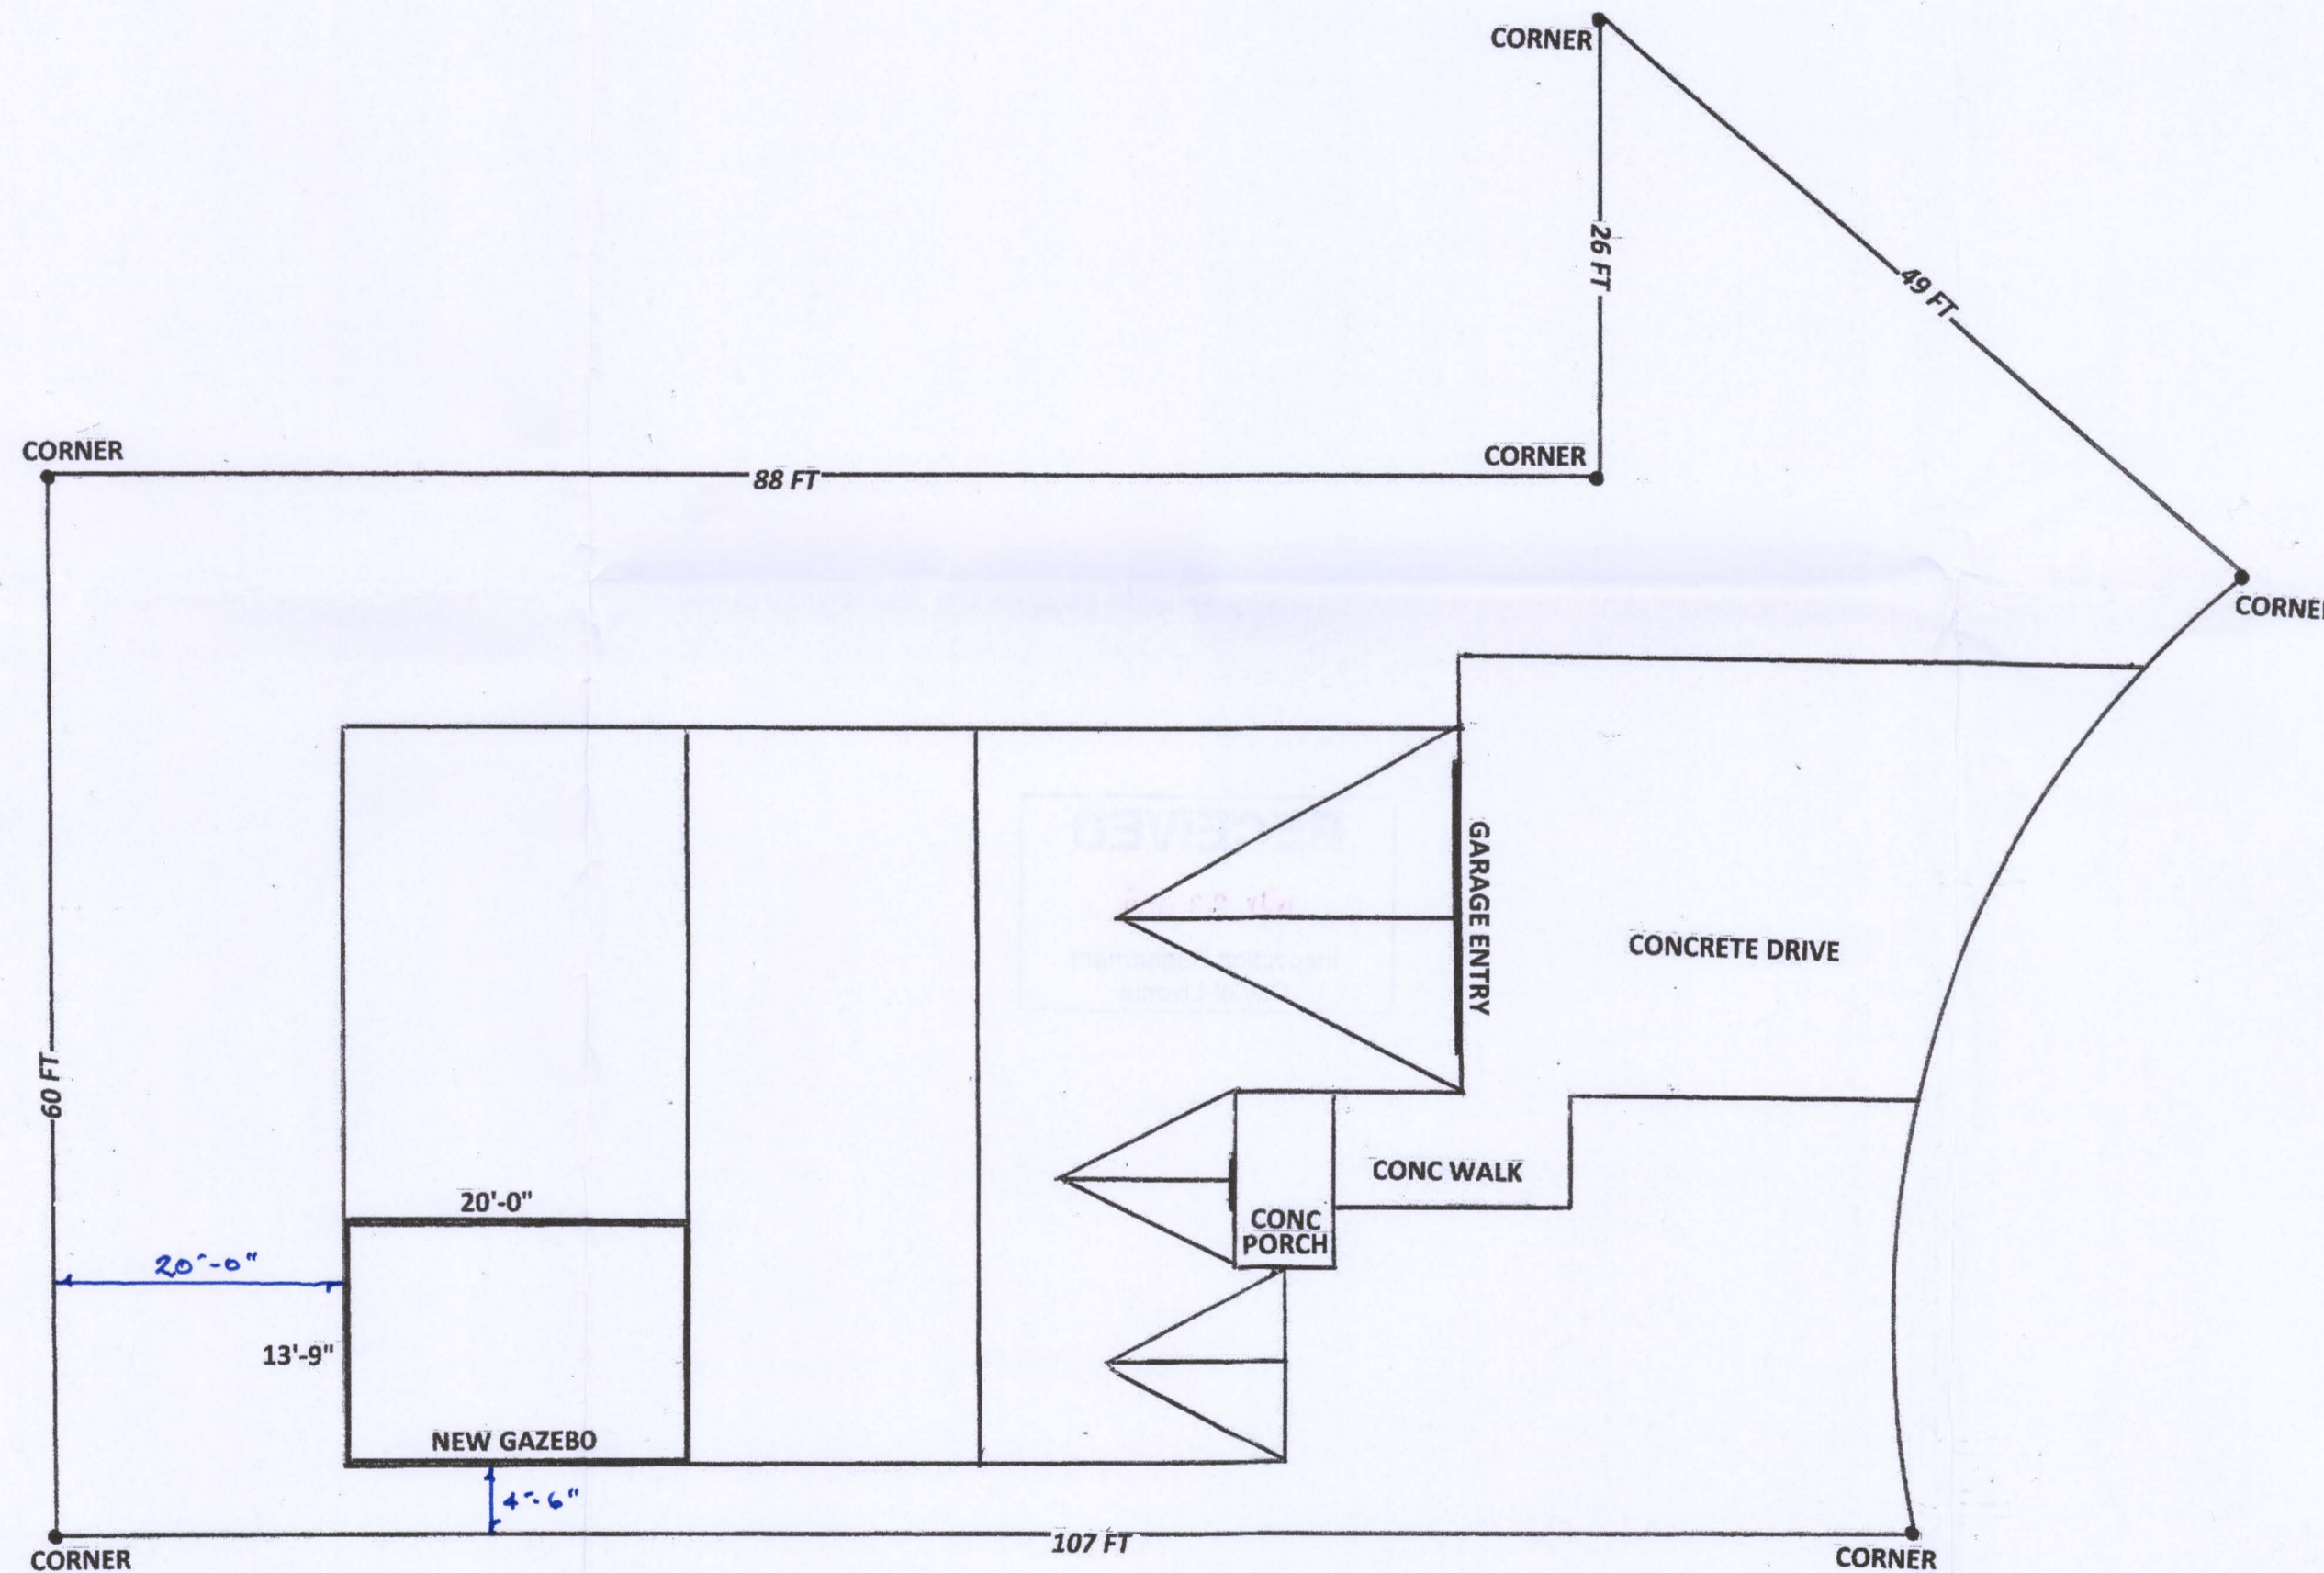 CORNER
26 FT
49 FT
CORNER
88 FT
CORNER
CORNER
60 FT
RECEIVED
GARAGE ENTRY
CONCRETE DRIVE
CONC WALK
CONC
PORCH
20'-0"
20'-0"
13'-9"
NEW GAZEBO
4'-6"
107 FT
CORNER
CORNER